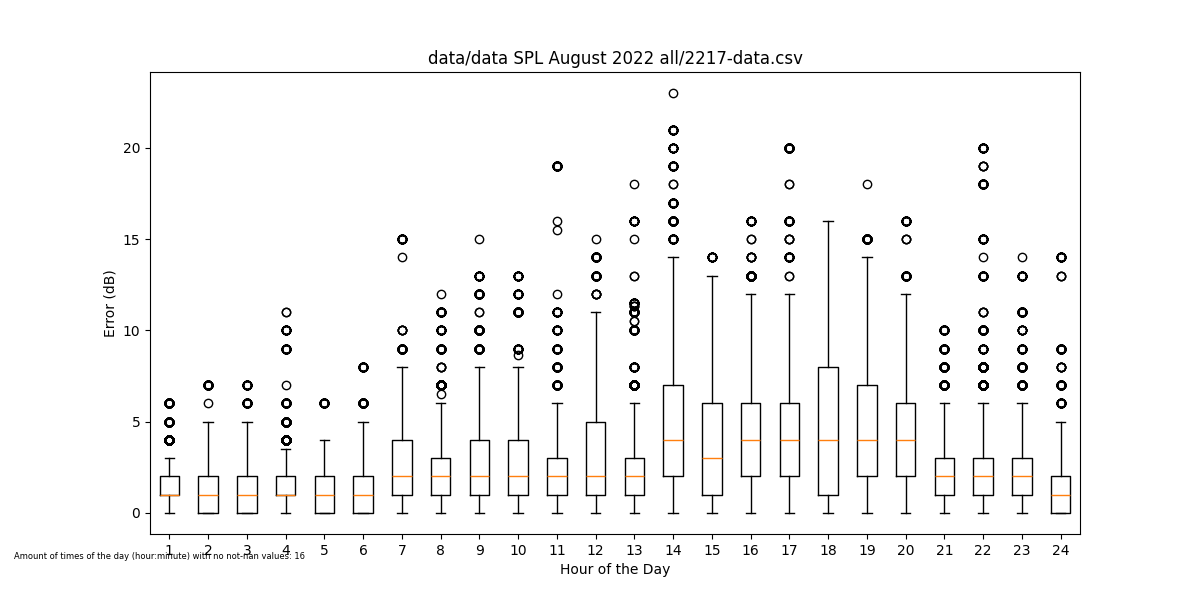 data/data SPL August 2022 all/2217-data.csv
20
15
10
5
0
Error (dB)
1 2 3 4 5 6 7 8 9 10 11 12 13 14 15 16 17 18 19 20 21 22 23 24
Amount of times of the day (hour:minute) with no not-nan values: 16
Hour of the Day